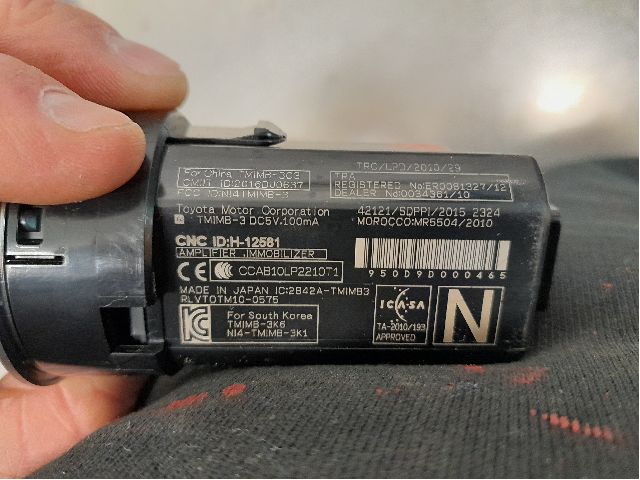 For China TMIMB-3C3
CMIIT ID:2016DJ0637
FCC ID:NI4TMIMB-3
Toyota Motor Corporation
TMIMB-3 DC5V-100mA
CNC ID:H-12581
AMPLIFIER ,IMMOBILIZER
CE
CCAB10LP2210T1
MADE IN JAPAN IC:2842A-TMIMB3
RLYTOTM10-0575
For South Korea
TMIMB-3K6
NI4-TMIMB-3K1
TRC/LPD/2010/29
TRA
REGISTERED No:ER0081327/12
DEALER No:0034361/10
42121/SDPPI/2015 2324
MOROCCO:MR5504/2010
950D9D000465
ICASA
TA-2010/193
APPROVED
N